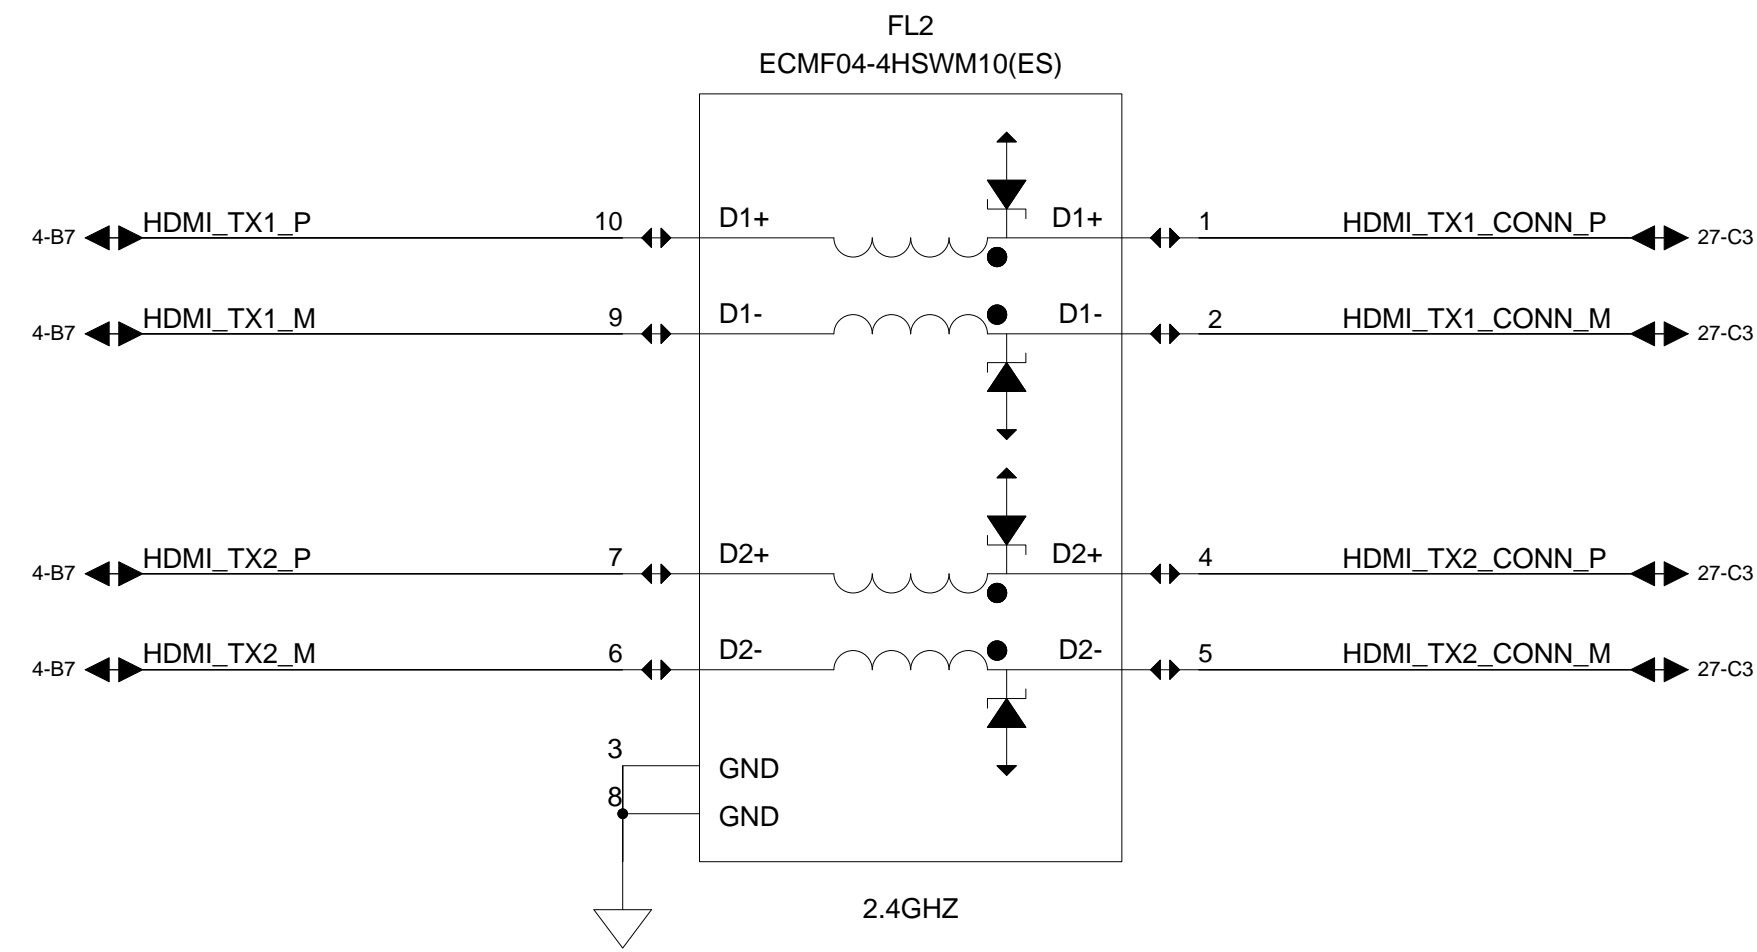 FL2
ECMF04-4HSWM10(ES)
4-B7 HDMI_TX1_P 10 D1+ D1+ 1 HDMI_TX1_CONN_P 27-C3
4-B7 HDMI_TX1_M 9 D1- D1- 2 HDMI_TX1_CONN_M 27-C3
4-B7 HDMI_TX2_P 7 D2+ D2+ 4 HDMI_TX2_CONN_P 27-C3
4-B7 HDMI_TX2_M 6 D2- D2- 5 HDMI_TX2_CONN_M 27-C3
3 GND
8 GND
2.4GHZ